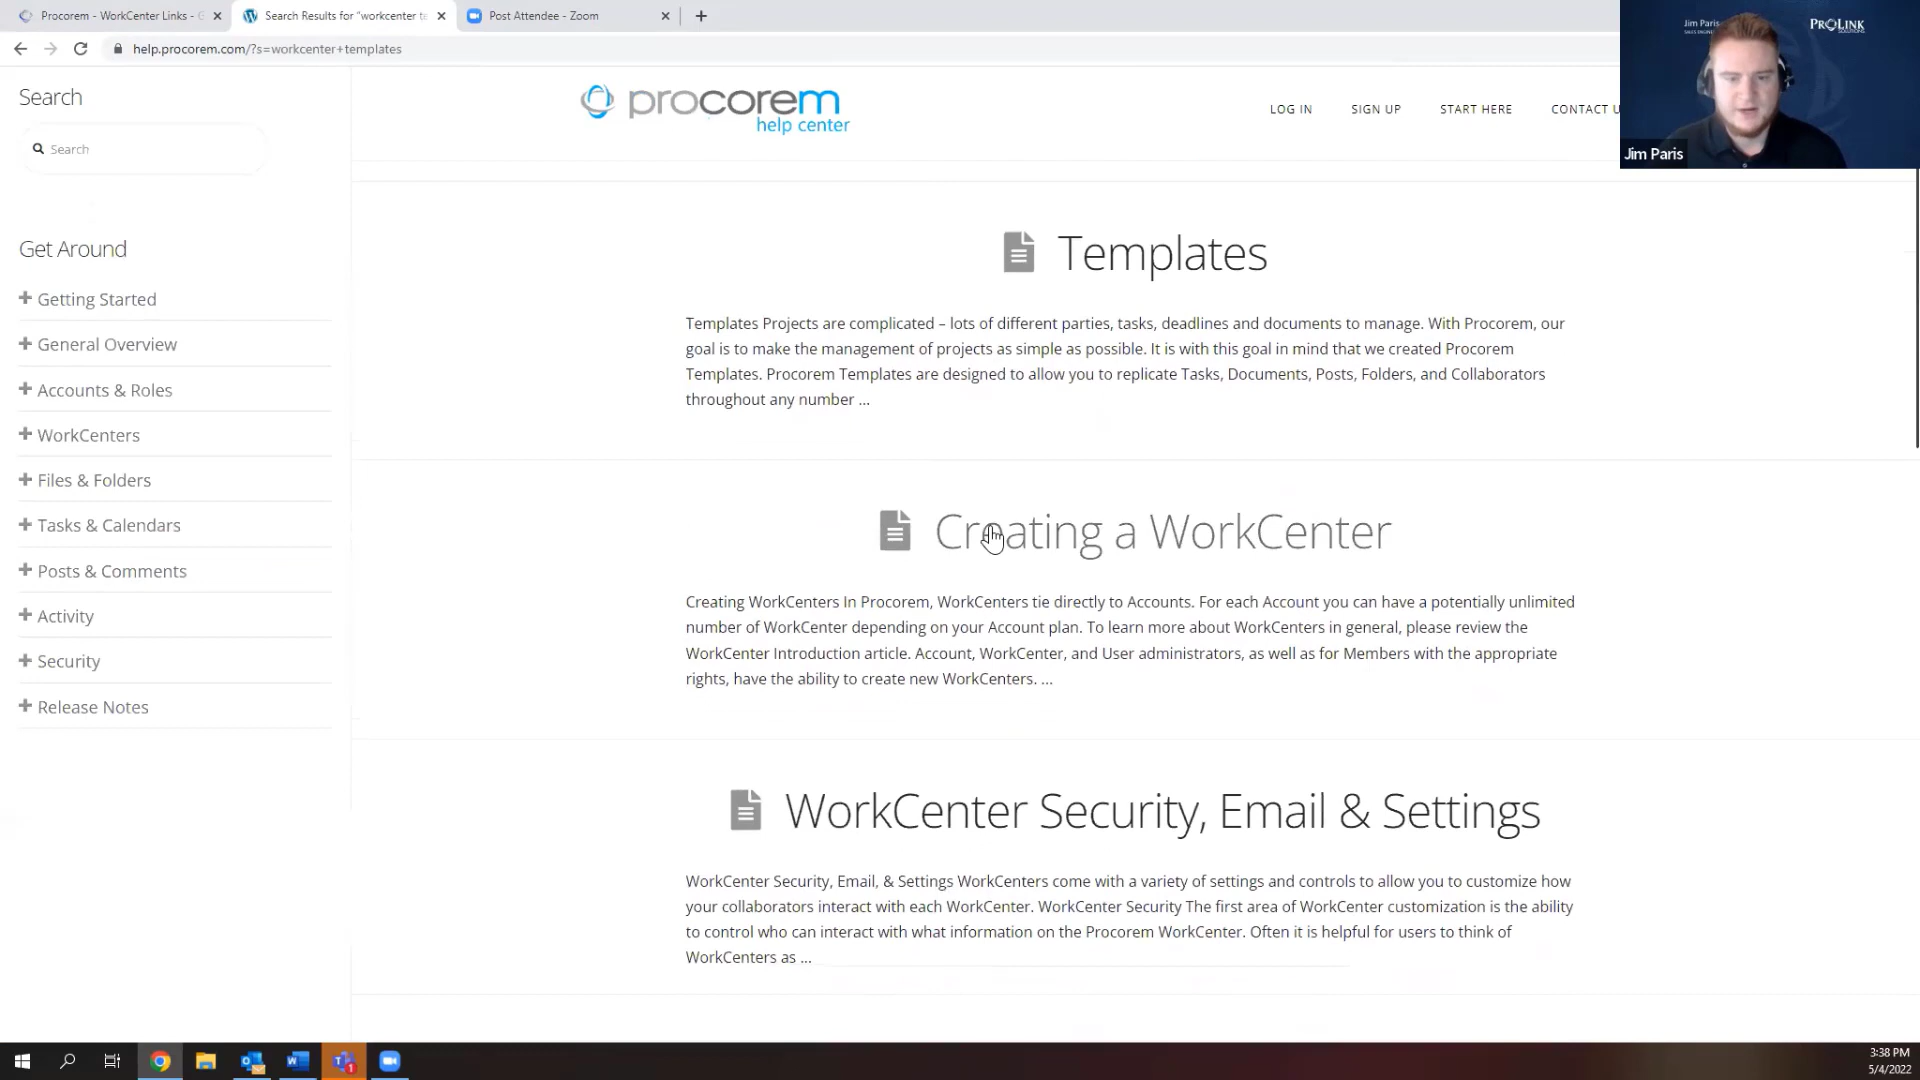 Procorem - WorkCenter Links - G
Search Results for "workcenter te
Post Attendee - Zoom
help.procorem.com/?s=workcenter+templates
Jim Paris
PROLINK
SOLUTIONS
Jim Paris
Search
Search
procorem
help center
LOG IN
SIGN UP
START HERE
CONTACT U
Get Around
Getting Started
General Overview
Accounts & Roles
WorkCenters
Files & Folders
Tasks & Calendars
Posts & Comments
Activity
Security
Release Notes
Templates
Templates Projects are complicated – lots of different parties, tasks, deadlines and documents to manage. With Procorem, our
goal is to make the management of projects as simple as possible. It is with this goal in mind that we created Procorem
Templates. Procorem Templates are designed to allow you to replicate Tasks, Documents, Posts, Folders, and Collaborators
throughout any number ...
Creating a WorkCenter
Creating WorkCenters In Procorem, WorkCenters tie directly to Accounts. For each Account you can have a potentially unlimited
number of WorkCenter depending on your Account plan. To learn more about WorkCenters in general, please review the
WorkCenter Introduction article. Account, WorkCenter, and User administrators, as well as for Members with the appropriate
rights, have the ability to create new WorkCenters. ...
WorkCenter Security, Email & Settings
WorkCenter Security, Email, & Settings WorkCenters come with a variety of settings and controls to allow you to customize how
your collaborators interact with each WorkCenter. WorkCenter Security The first area of WorkCenter customization is the ability
to control who can interact with what information on the Procorem WorkCenter. Often it is helpful for users to think of
WorkCenters as ...
3:38 PM
5/4/2022